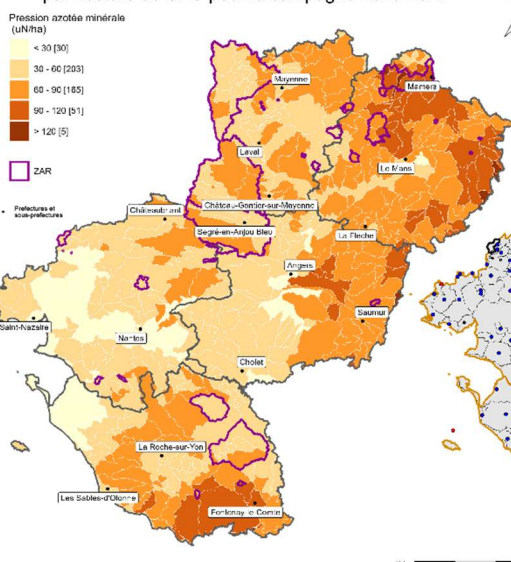 Pression azotée minérale
(uN/ha)
< 30 [30]
30 - 60 [203]
60 - 90 [185]
90 - 120 [51]
> 120 [5]
ZAR
Préfectures et
sous-préfectures
Mayenne
Mamers
Laval
Le Mans
Château-Gontier-sur-Mayenne
Châteaubriant
Segré-en-Anjou Bleu
La Flèche
Angers
Saumur
Saint-Nazaire
Nantes
Cholet
La Roche-sur-Yon
Les Sables-d'Olonne
Fontenay-le-Comte